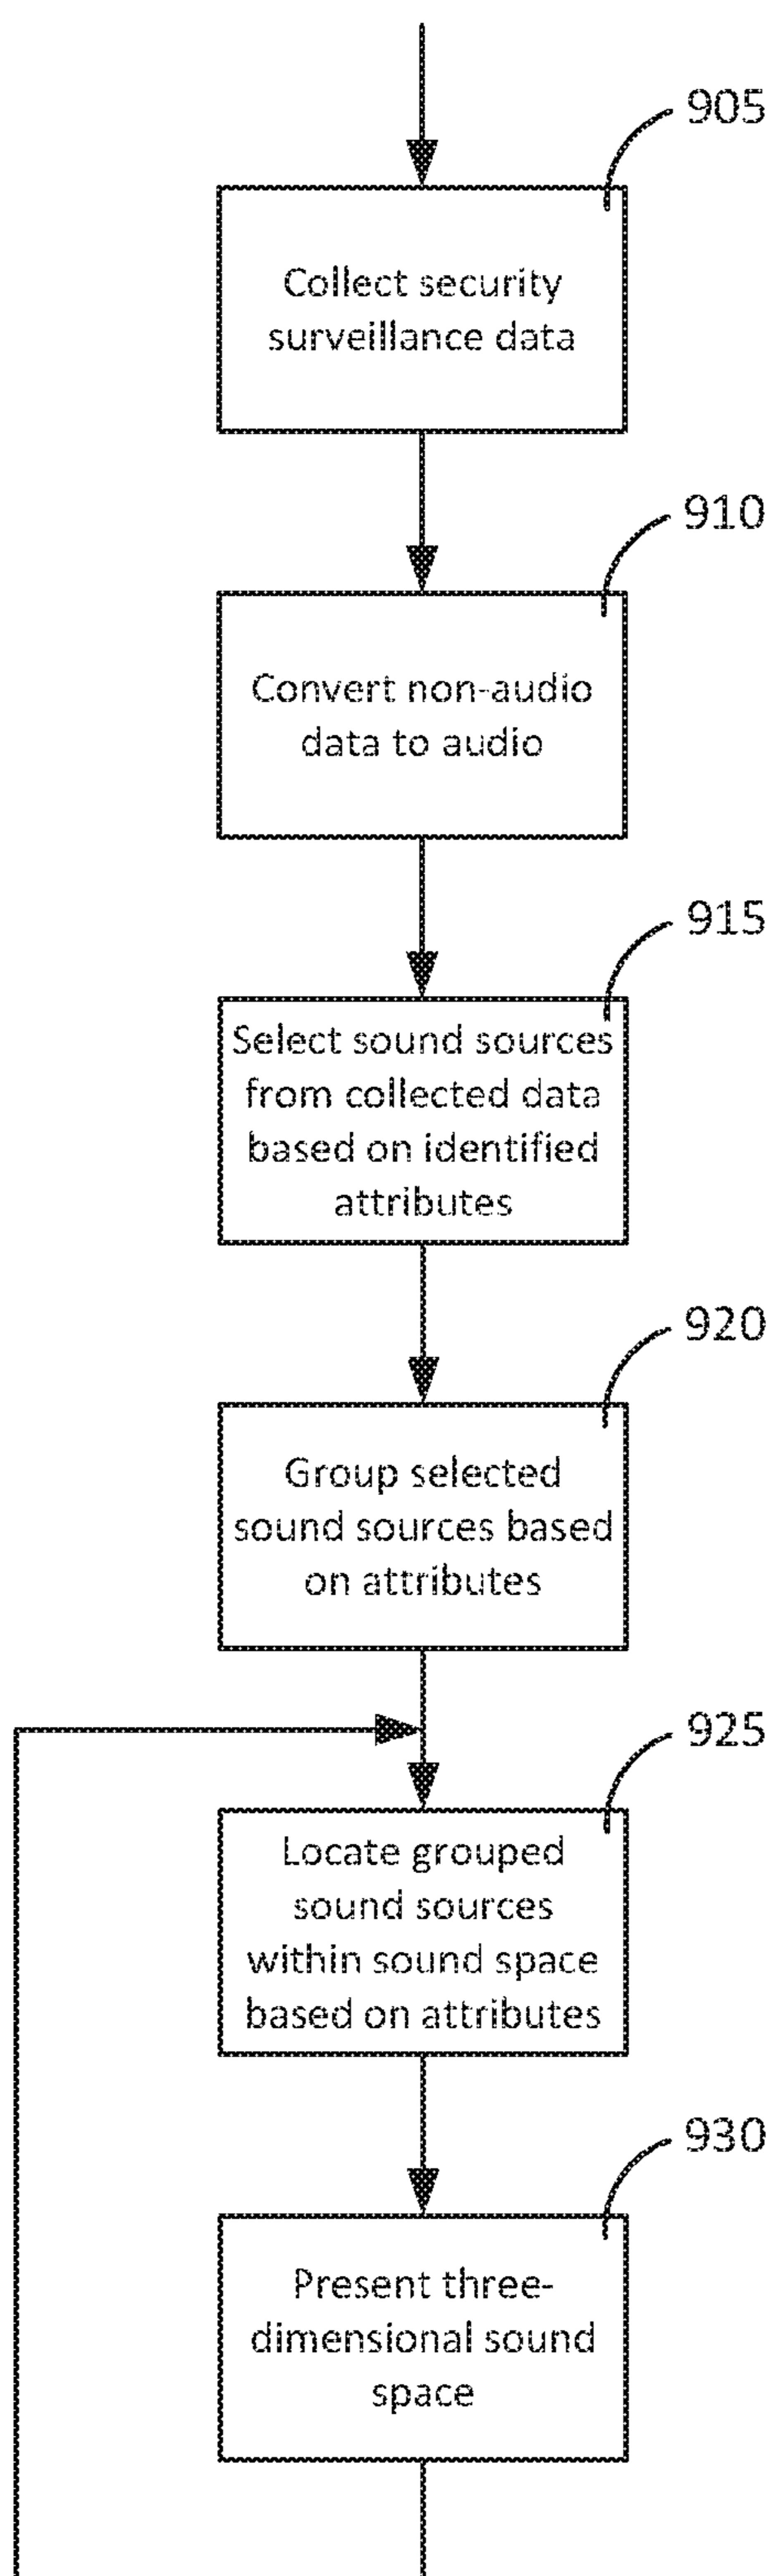 905
Collect security
surveillance data
910
Convert non-audio
data to audio
915
Select sound sources
from collected data
based on identified
attributes
920
Group selected
sound sources based
on attributes
925
Locate grouped
sound sources
within sound space
based on attributes
930
Present three-
dimensional sound
space